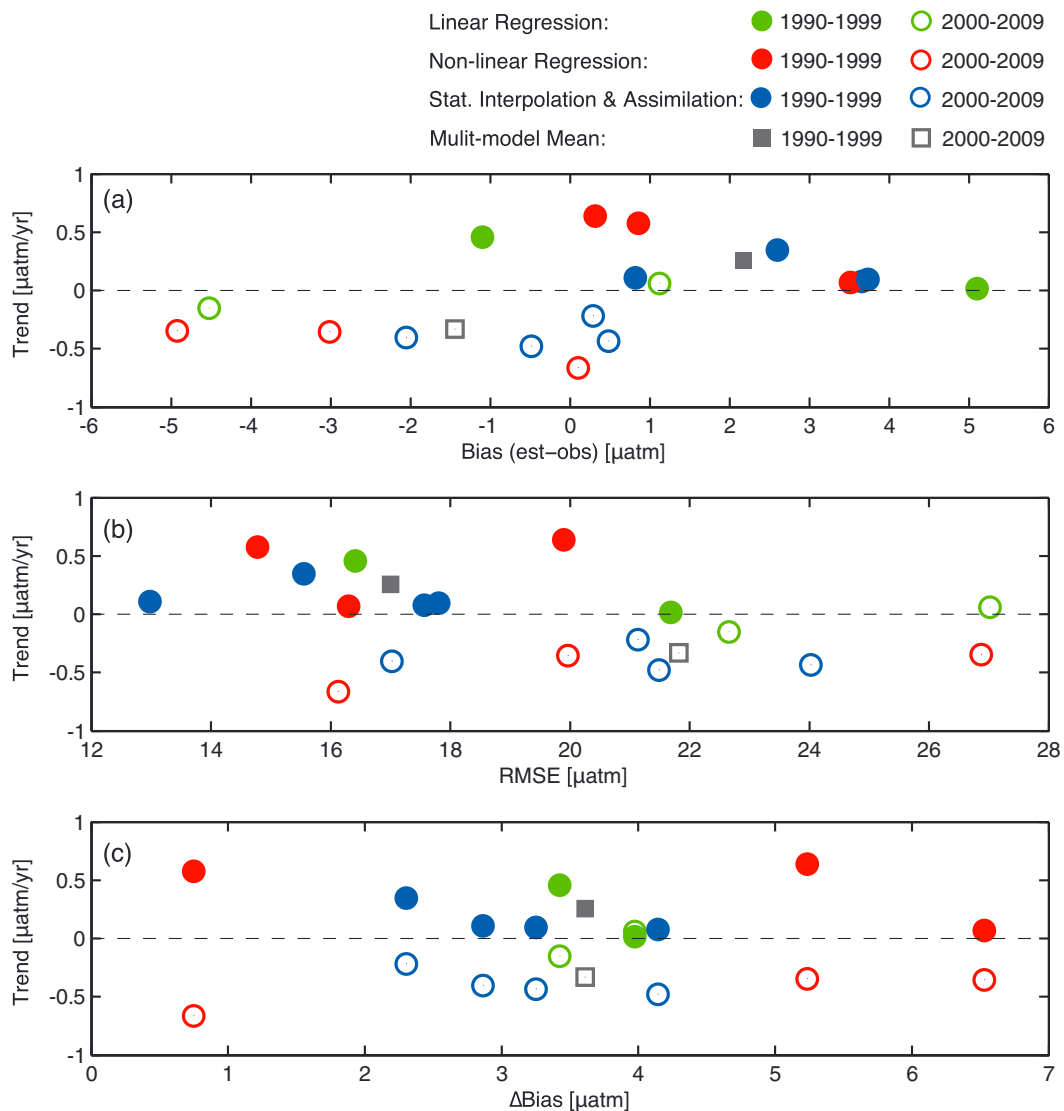 Linear Regression: 1990-1999 2000-2009
Non-linear Regression: 1990-1999 2000-2009
Stat. Interpolation & Assimilation: 1990-1999 2000-2009
Mulit-model Mean: 1990-1999 2000-2009
(a)
Trend [µatm/yr]
1
0.5
0
-0.5
-1
-6 -5 -4 -3 -2 -1 0 1 2 3 4 5 6
Bias (est−obs) [µatm]
(b)
Trend [µatm/yr]
1
0.5
0
-0.5
-1
12 14 16 18 20 22 24 26 28
RMSE [µatm]
(c)
Trend [µatm/yr]
1
0.5
0
-0.5
-1
0 1 2 3 4 5 6 7
ΔBias [µatm]